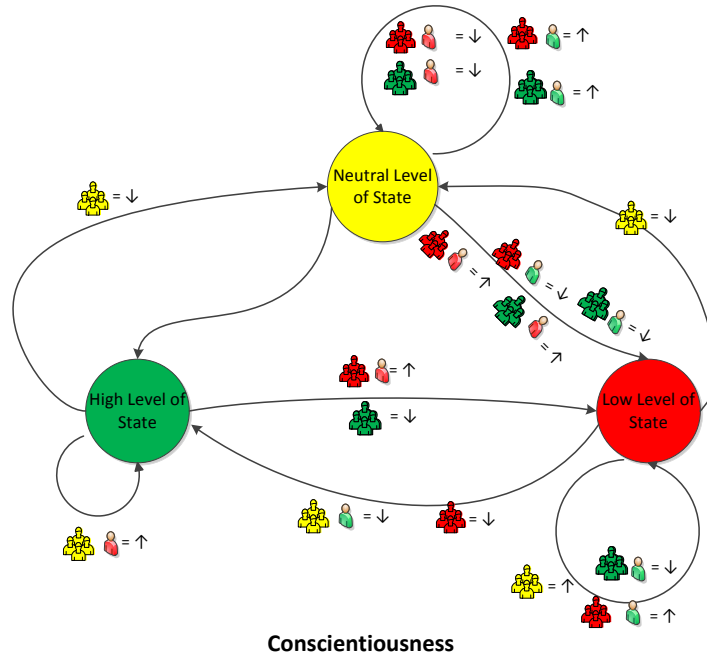 = ↓
= ↑
= ↓
= ↑
Neutral Level
of State
= ↓
= ↓
= ↗
= ↓
= ↗
= ↓
High Level of
State
= ↑
= ↓
Low Level of
State
= ↓
= ↓
= ↑
= ↓
= ↑
= ↑
Conscientiousness